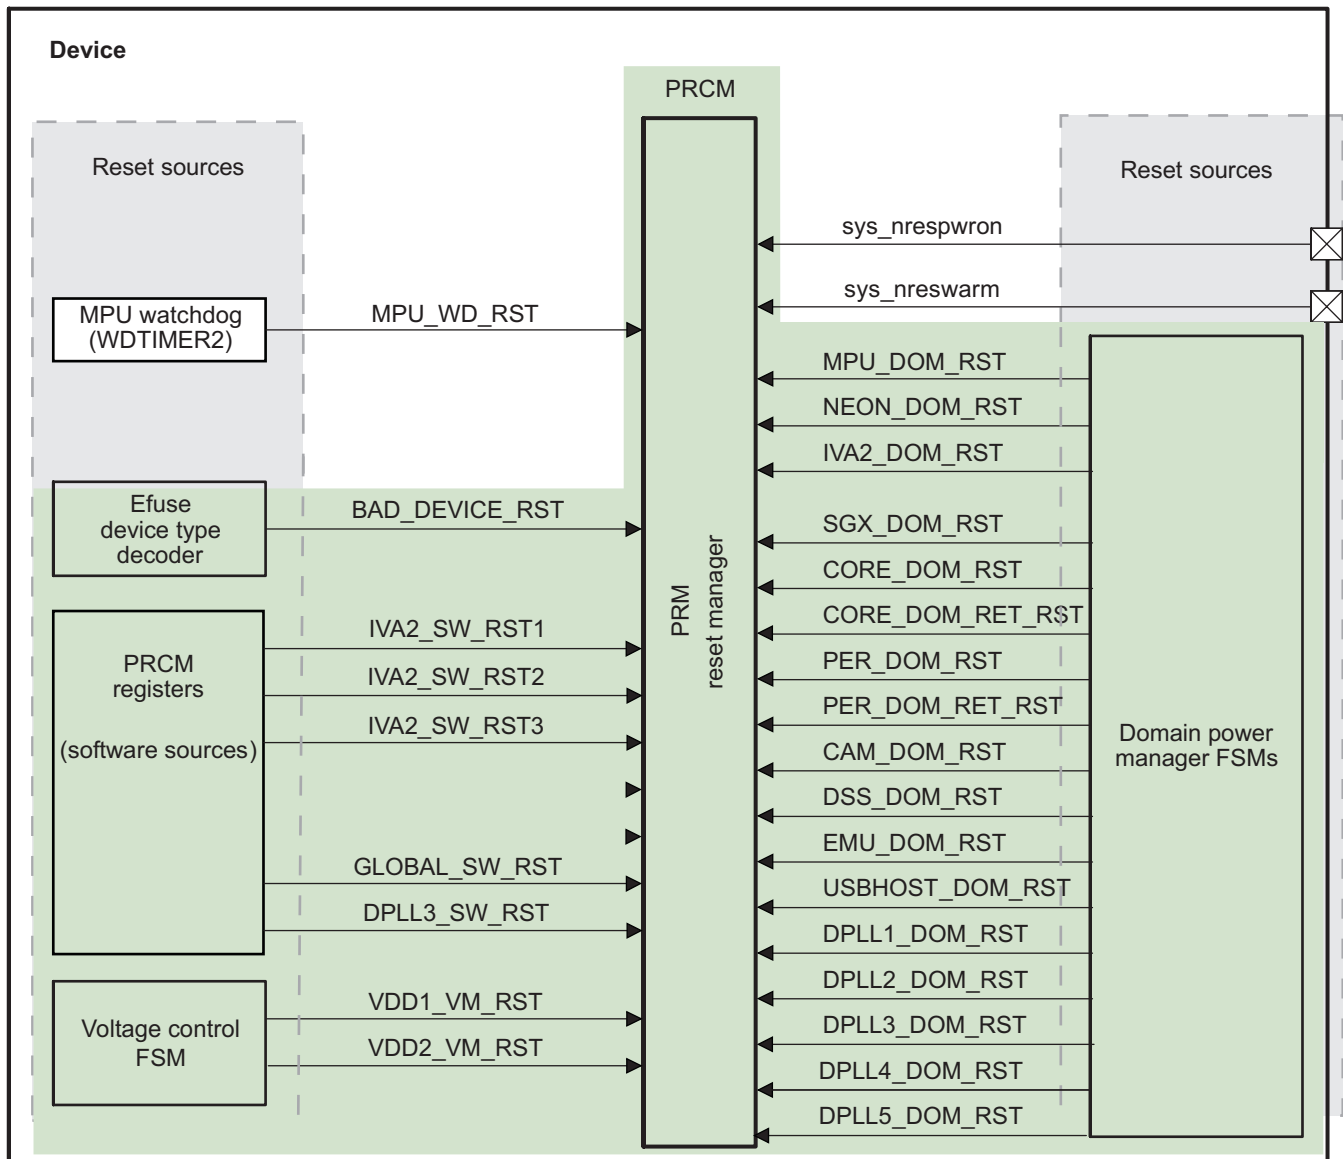 Device
PRCM
Reset sources
Reset sources
sys_nrespwron
sys_nreswarm
MPU watchdog
(WDTIMER2)
MPU_WD_RST
MPU_DOM_RST
NEON_DOM_RST
IVA2_DOM_RST
Efuse
device type
decoder
BAD_DEVICE_RST
SGX_DOM_RST
CORE_DOM_RST
CORE_DOM_RET_RST
PER_DOM_RST
PER_DOM_RET_RST
CAM_DOM_RST
DSS_DOM_RST
EMU_DOM_RST
USBHOST_DOM_RST
DPLL1_DOM_RST
DPLL2_DOM_RST
DPLL3_DOM_RST
DPLL4_DOM_RST
DPLL5_DOM_RST
PRM
reset manager
PRCM
registers
(software sources)
IVA2_SW_RST1
IVA2_SW_RST2
IVA2_SW_RST3
GLOBAL_SW_RST
DPLL3_SW_RST
Voltage control
FSM
VDD1_VM_RST
VDD2_VM_RST
Domain power
manager FSMs